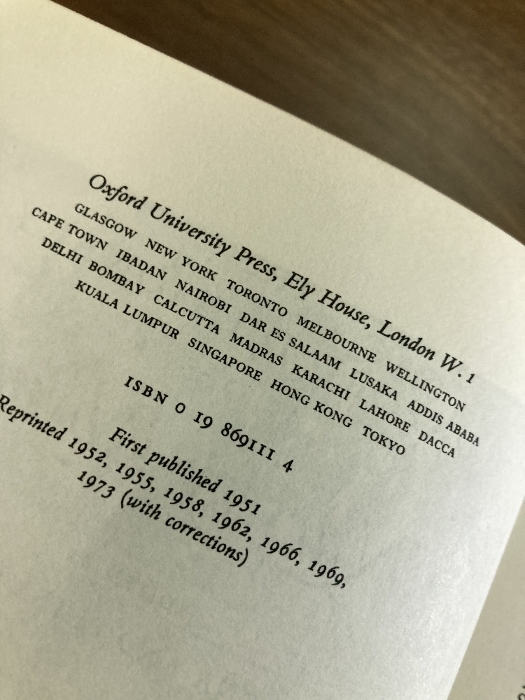 Oxford University Press, Ely House, London W. 1
GLASGOW NEW YORK TORONTO MELBOURNE WELLINGTON
CAPE TOWN IBADAN NAIROBI DAR ES SALAAM LUSAKA ADDIS ABABA
DELHI BOMBAY CALCUTTA MADRAS KARACHI LAHORE DACCA
KUALA LUMPUR SINGAPORE HONG KONG TOKYO
ISBN 0 19 869111 4
First published 1951
Reprinted 1952, 1955, 1958, 1962, 1966, 1969,
1973 (with corrections)